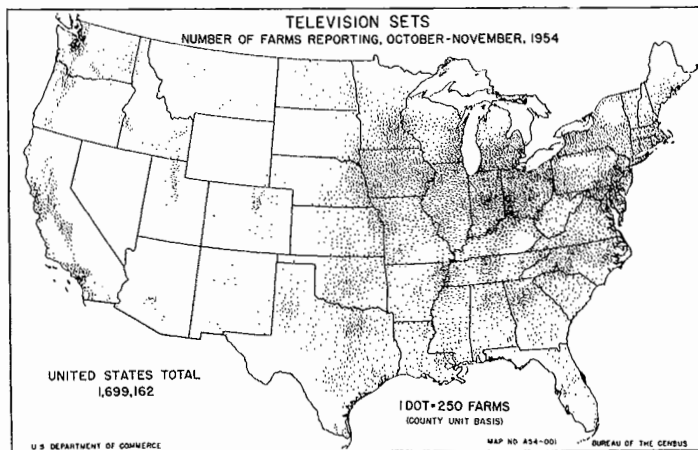 TELEVISION SETS
NUMBER OF FARMS REPORTING, OCTOBER-NOVEMBER, 1954
UNITED STATES TOTAL
1,699,162
1 DOT=250 FARMS
(COUNTY UNIT BASIS)
U S DEPARTMENT OF COMMERCE
MAP NO A54-001
BUREAU OF THE CENSUS